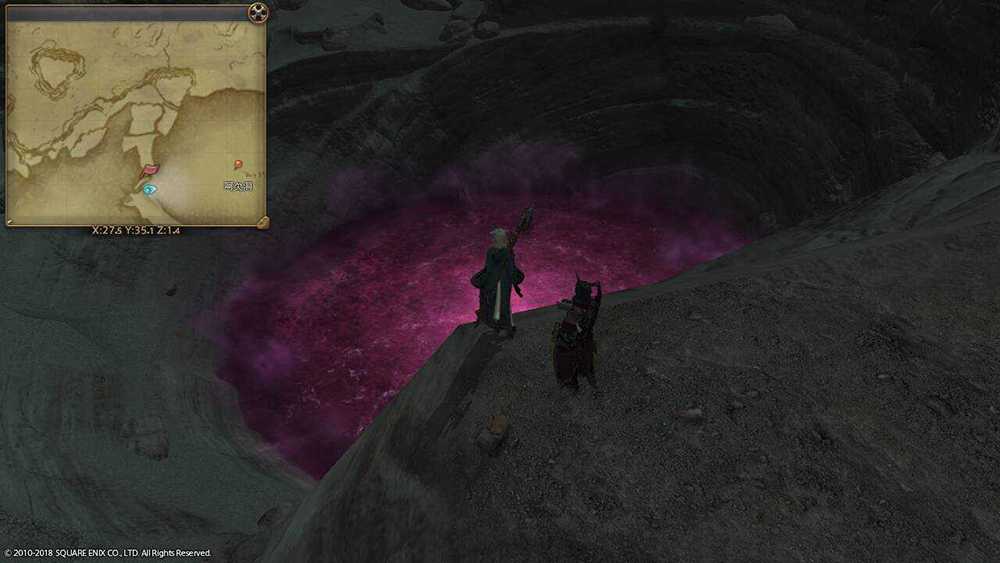 X:27.5 Y:35.1 Z:1.4
© 2010-2018 SQUARE ENIX CO., LTD. All Rights Reserved.